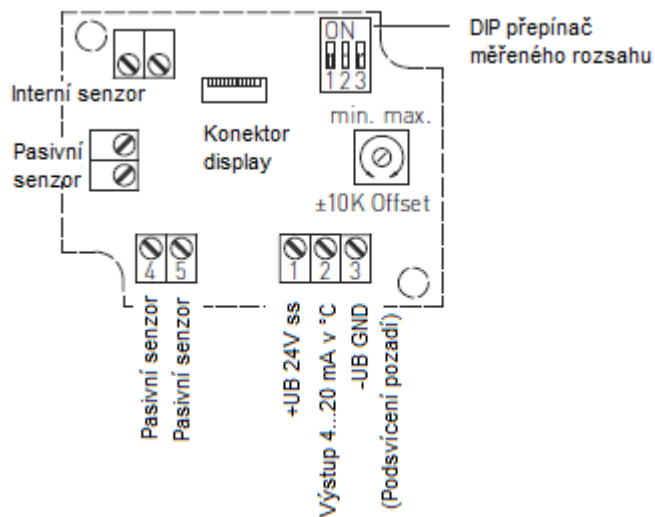 ON
1 2 3
DIP přepínač
měřeného rozsahu
Interní senzor
Konektor
display
min. max.
±10K Offset
Pasivní
senzor
4 5
1 2 3
Pasivní senzor
Pasivní senzor
+UB 24V ss
Výstup 4...20 mA v °C
-UB GND
(Podsvícení pozadí)